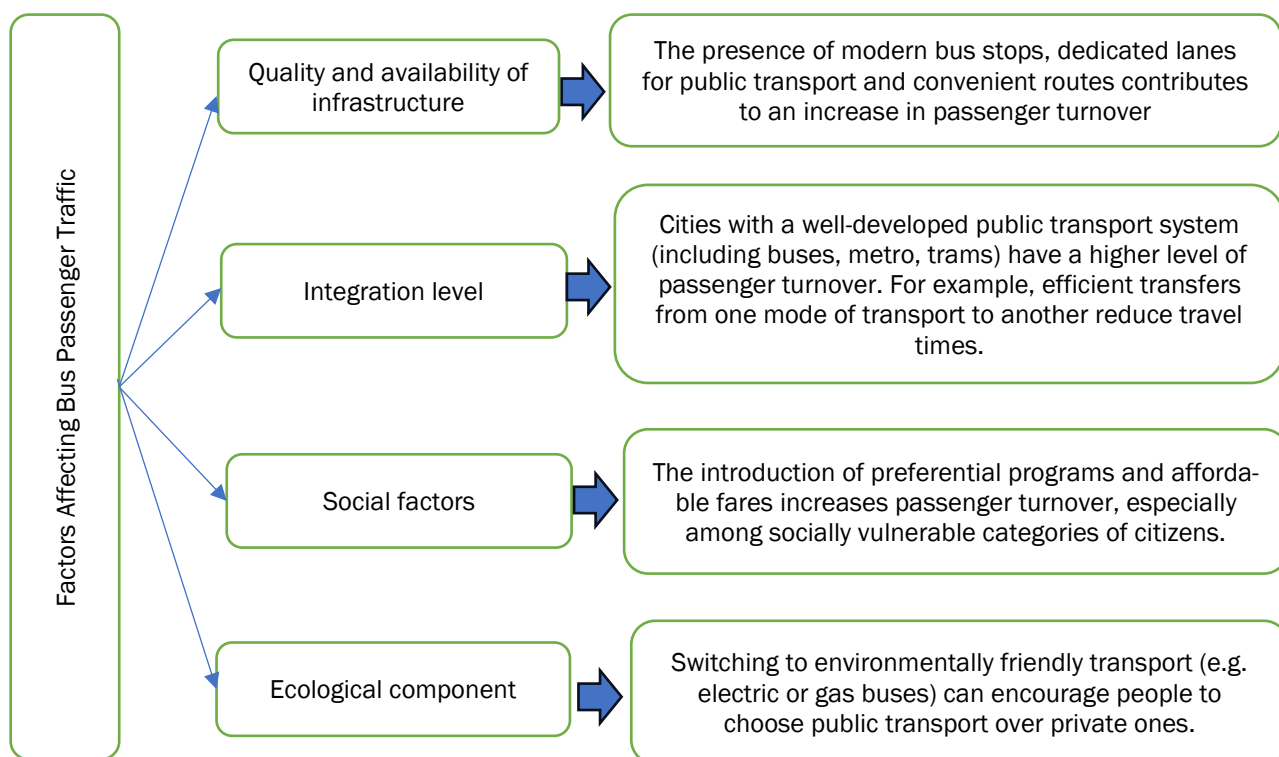 Factors Affecting Bus Passenger Traffic
Quality and availability of
infrastructure
The presence of modern bus stops, dedicated lanes
for public transport and convenient routes contributes
to an increase in passenger turnover
Integration level
Cities with a well-developed public transport system
(including buses, metro, trams) have a higher level of
passenger turnover. For example, efficient transfers
from one mode of transport to another reduce travel
times.
Social factors
The introduction of preferential programs and afforda-
ble fares increases passenger turnover, especially
among socially vulnerable categories of citizens.
Ecological component
Switching to environmentally friendly transport (e.g.
electric or gas buses) can encourage people to
choose public transport over private ones.